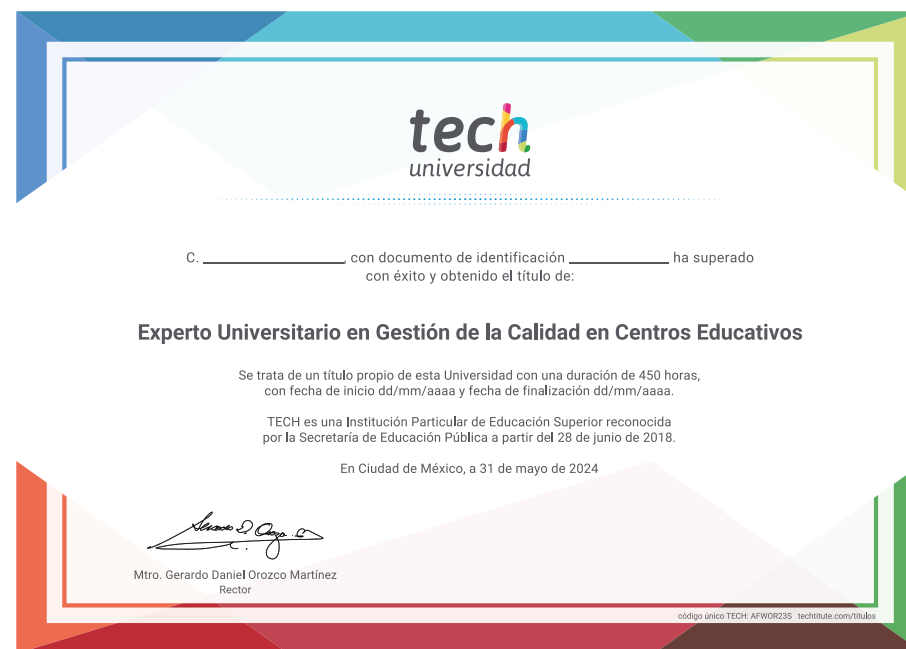 tech
universidad
C. ____________, con documento de identificación ____________ ha superado
con éxito y obtenido el título de:
Experto Universitario en Gestión de la Calidad en Centros Educativos
Se trata de un título propio de esta Universidad con una duración de 450 horas,
con fecha de inicio dd/mm/aaaa y fecha de finalización dd/mm/aaaa.
TECH es una Institución Particular de Educación Superior reconocida
por la Secretaría de Educación Pública a partir del 28 de junio de 2018.
En Ciudad de México, a 31 de mayo de 2024
Mtro. Gerardo Daniel Orozco Martínez
Rector
código único TECH: AFWOR23S techtitute.com/titulos